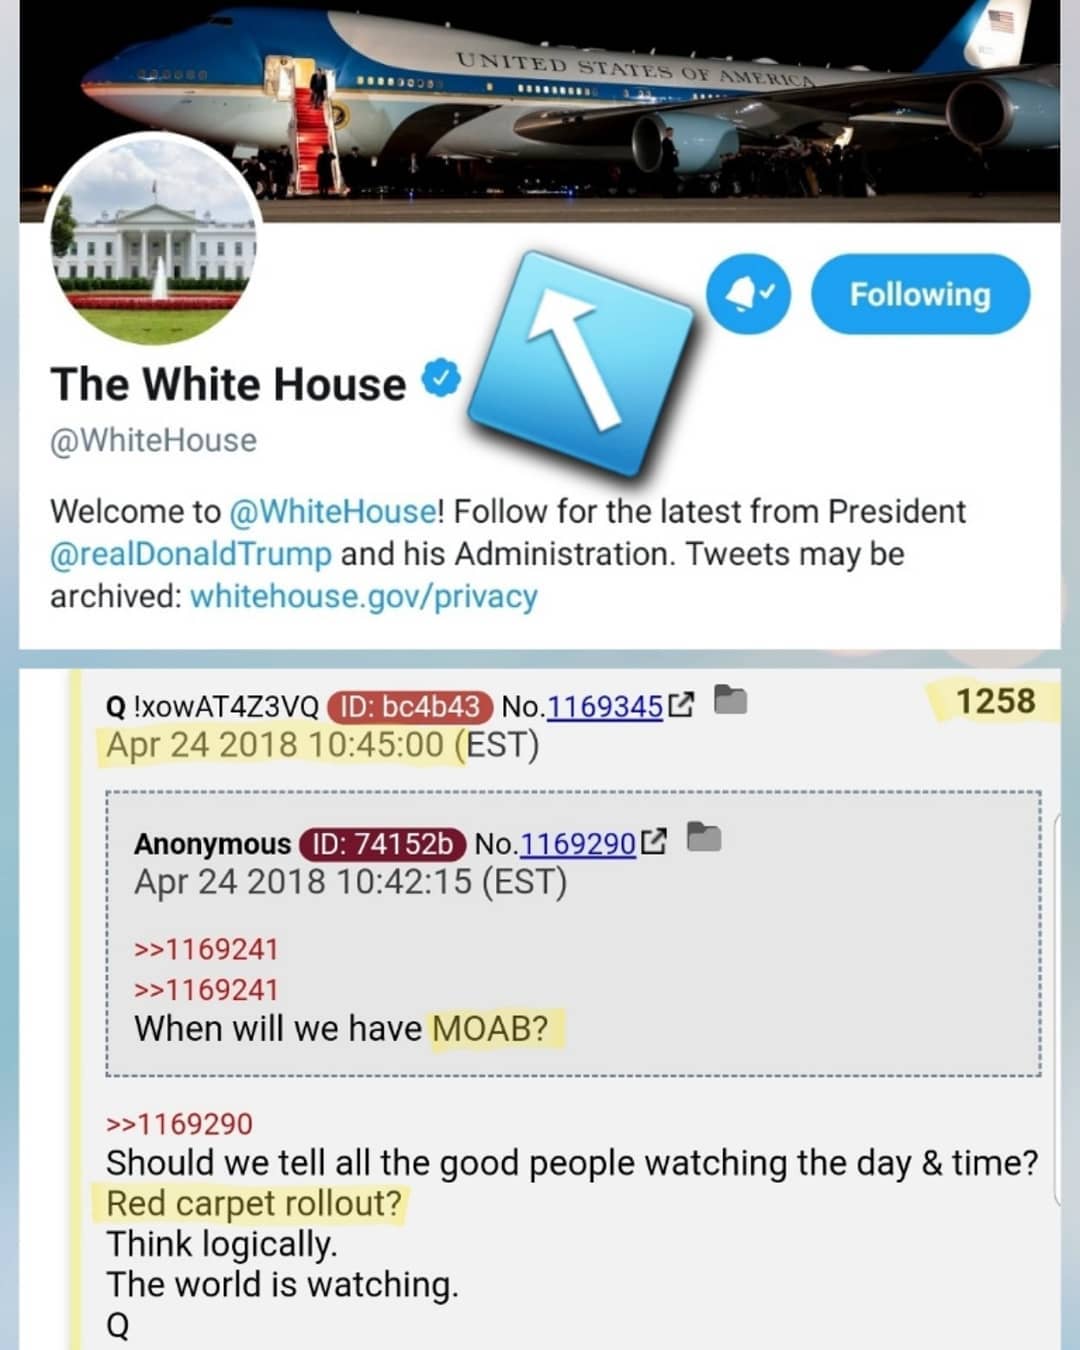 UNITED STATES OF AMERICA
Following
The White House
@WhiteHouse
Welcome to @WhiteHouse! Follow for the latest from President
@realDonaldTrump and his Administration. Tweets may be
archived: whitehouse.gov/privacy
Q !xowAT4Z3VQ ID: bc4b43 No.1169345 1258
Apr 24 2018 10:45:00 (EST)
Anonymous ID: 74152b No.1169290
Apr 24 2018 10:42:15 (EST)
>>1169241
>>1169241
When will we have MOAB?
>>1169290
Should we tell all the good people watching the day & time?
Red carpet rollout?
Think logically.
The world is watching.
Q